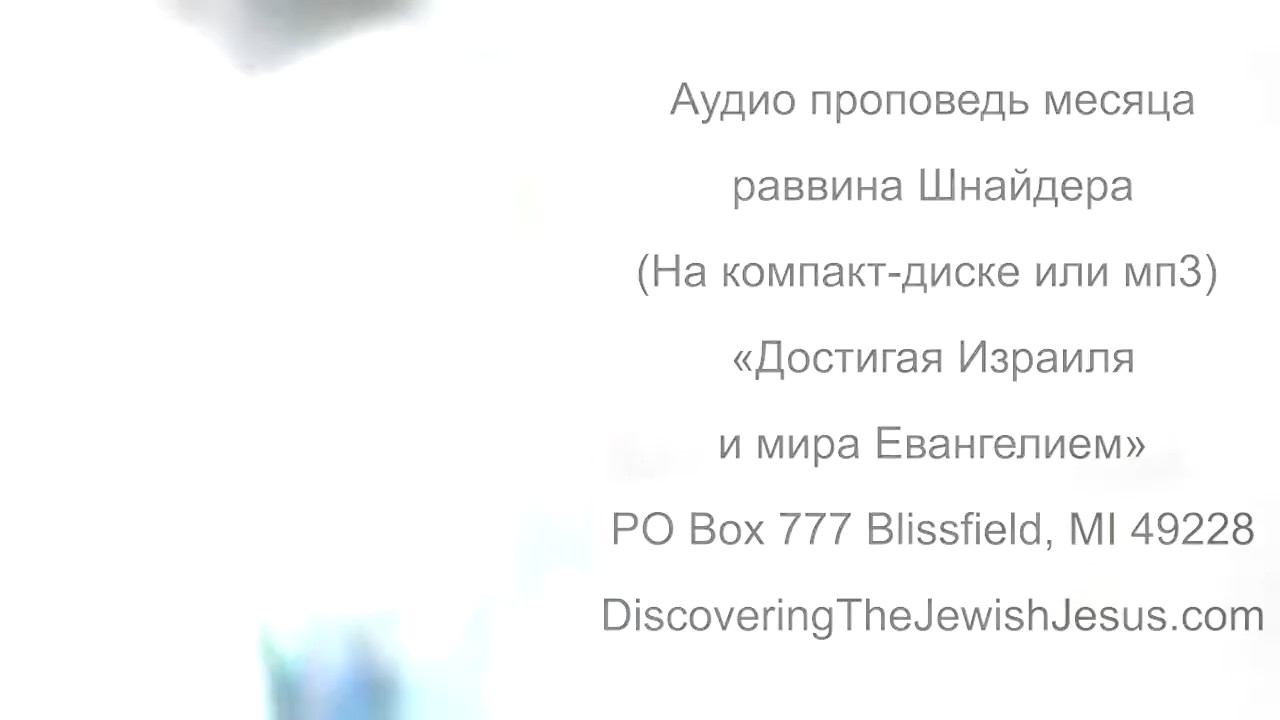 Аудио проповедь месяца
раввина Шнайдера
(На компакт-диске или мп3)
«Достигая Израиля
и мира Евангелием»
PO Box 777 Blissfield, MI 49228
DiscoveringTheJewishJesus.com